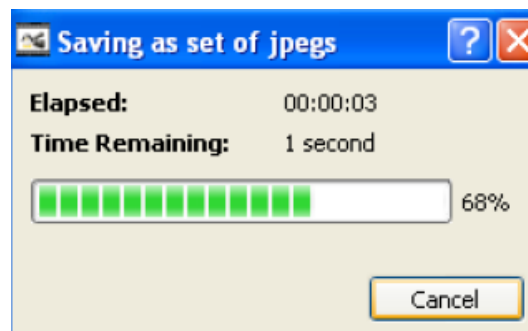 Saving as set of jpegs
Elapsed: 00:00:03
Time Remaining: 1 second
68%
Cancel